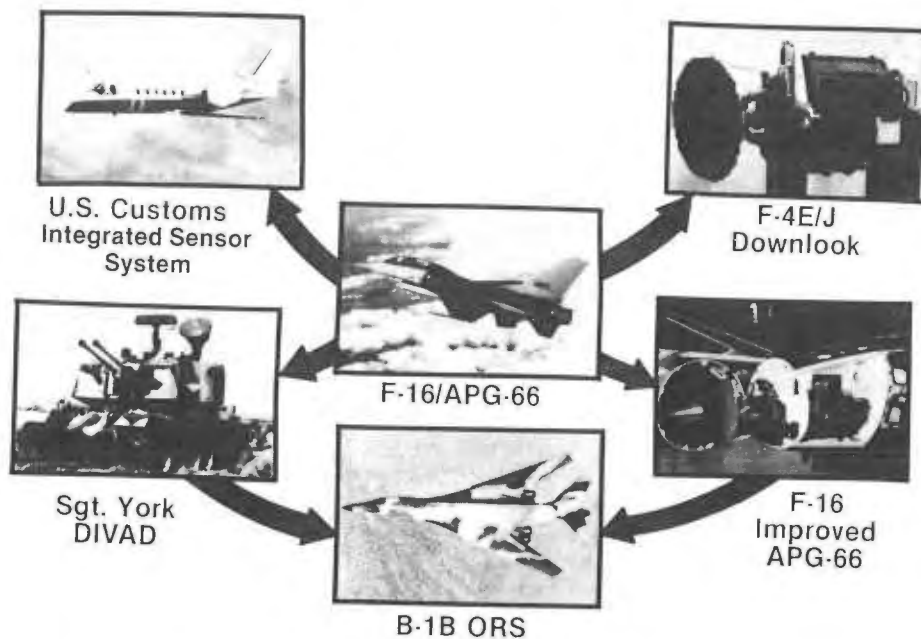 U.S. Customs
Integrated Sensor
System
F-4E/J
Downlook
F-16/APG-66
Sgt. York
DIVAD
F-16
Improved
APG-66
B-1B ORS